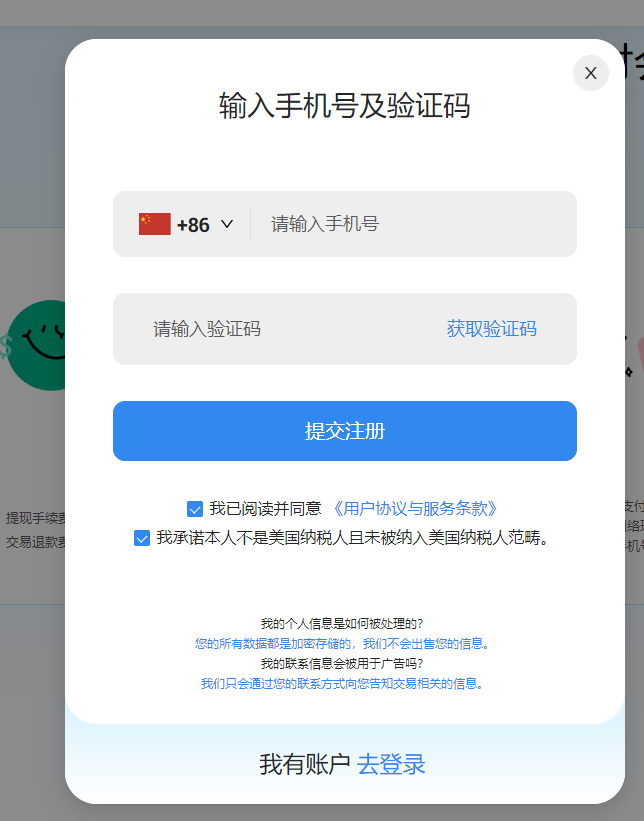 X
输入手机号及验证码
+86 请输入手机号
请输入验证码 获取验证码
提交注册
我已阅读并同意 《用户协议与服务条款》
我承诺本人不是美国纳税人且未被纳入美国纳税人范畴。
提现手续
交易退款
支付
手机号
我的个人信息是如何被处理的?
您的所有数据都是加密存储的，我们不会出售您的信息。
我的联系信息会被用于广告吗?
我们只会通过您的联系方式向您告知交易相关的信息。
我有账户 去登录